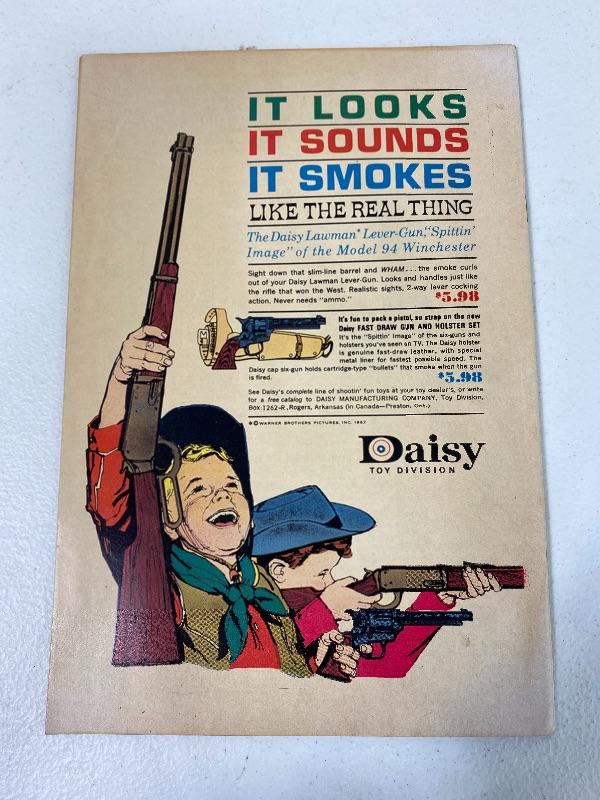 IT LOOKS
IT SOUNDS
IT SMOKES
LIKE THE REAL THING
The Daisy Lawman* Lever-Gun, "Spittin'
Image" of the Model 94 Winchester
Sight down that slim-line barrel and WHAM...the smoke curls
out of your Daisy Lawman Lever-Gun. Looks and handles just like
the rifle that won the West. Realistic sights, 2-way lever cocking
action. Never needs "ammo." $5.98
It's fun to pack a pistol, so strap on the new
Daisy FAST DRAW GUN AND HOLSTER SET
It's the "Spittin' Image" of the six-guns and
holsters you've seen on TV. The Daisy holster
is genuine fast-draw leather, with special
metal liner for fastest possible speed. The
Daisy cap six-gun holds cartridge-type "bullets" that smoke when the gun
is fired. $5.98
See Daisy's complete line of shootin' fun toys at your toy dealer's, or write
for a free catalog to DAISY MANUFACTURING COMPANY, Toy Division,
Box 1262-R, Rogers, Arkansas (in Canada—Preston, Ont.)
*© WARNER BROTHERS PICTURES, INC. 1962
Daisy
TOY DIVISION